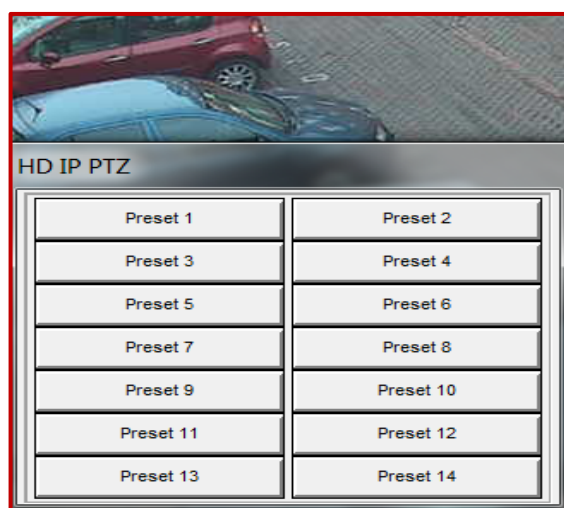 HD IP PTZ
Preset 1
Preset 2
Preset 3
Preset 4
Preset 5
Preset 6
Preset 7
Preset 8
Preset 9
Preset 10
Preset 11
Preset 12
Preset 13
Preset 14